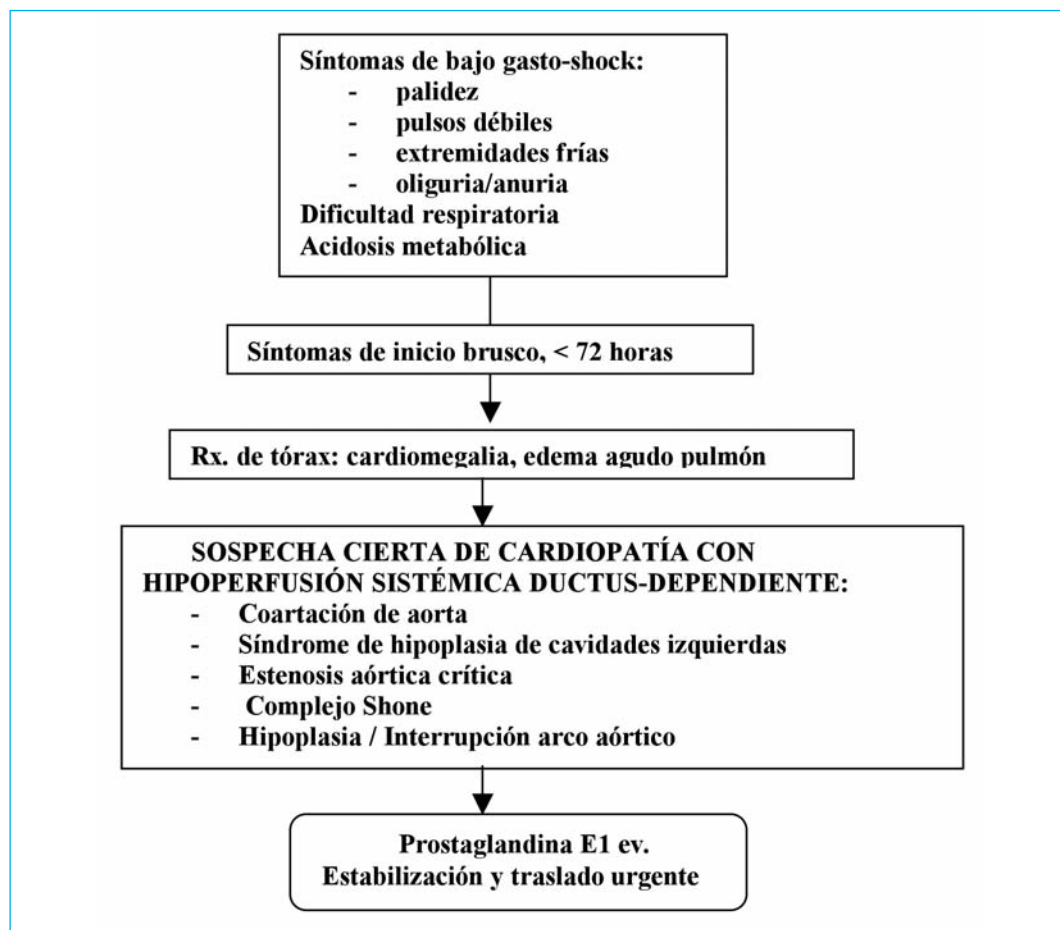 Síntomas de bajo gasto-shock:
- palidez
- pulsos débiles
- extremidades frías
- oliguria/anuria
Dificultad respiratoria
Acidosis metabólica
Síntomas de inicio brusco, < 72 horas
Rx. de tórax: cardiomegalia, edema agudo pulmón
SOSPECHA CIERTA DE CARDIOPATÍA CON
HIPOPERFUSIÓN SISTÉMICA DUCTUS-DEPENDIENTE:
- Coartación de aorta
- Síndrome de hipoplasia de cavidades izquierdas
- Estenosis aórtica crítica
- Complejo Shone
- Hipoplasia / Interrupción arco aórtico
Prostaglandina E1 ev.
Estabilización y traslado urgente